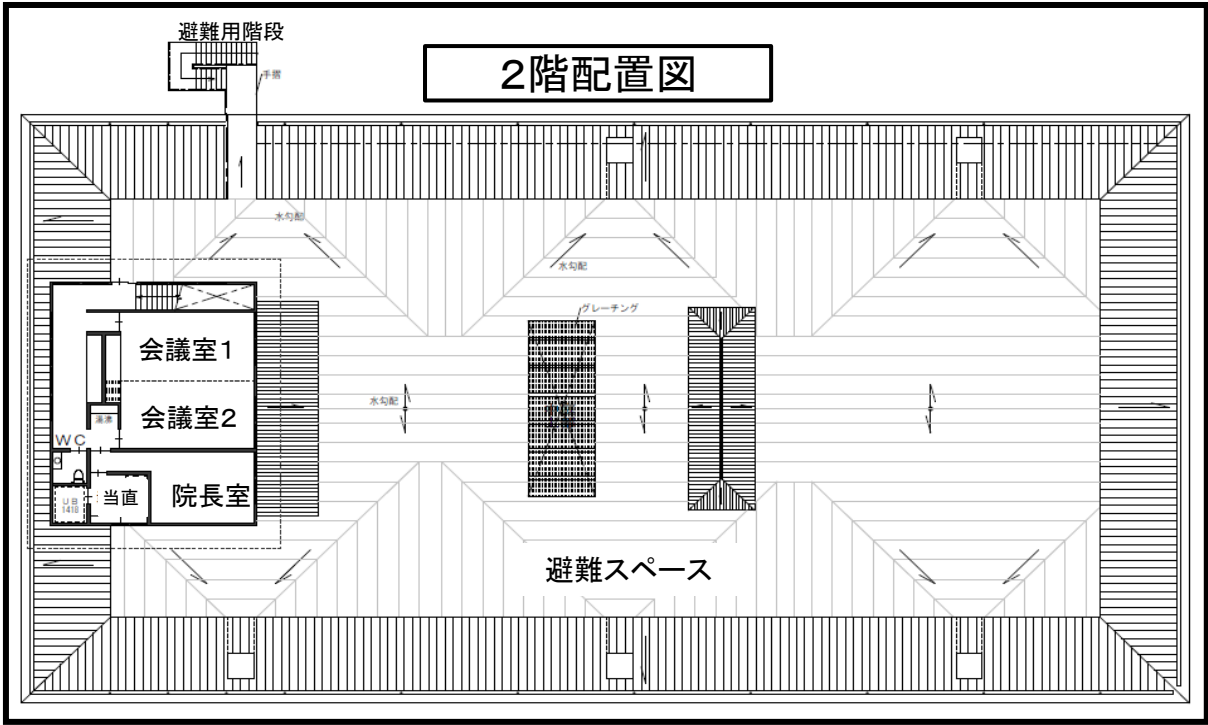 避難用階段
2階配置図
手摺
水勾配
水勾配
グレーチング
会議室1
水勾配
会議室2
湯沸
WC
当直
院長室
UB
1418
避難スペース